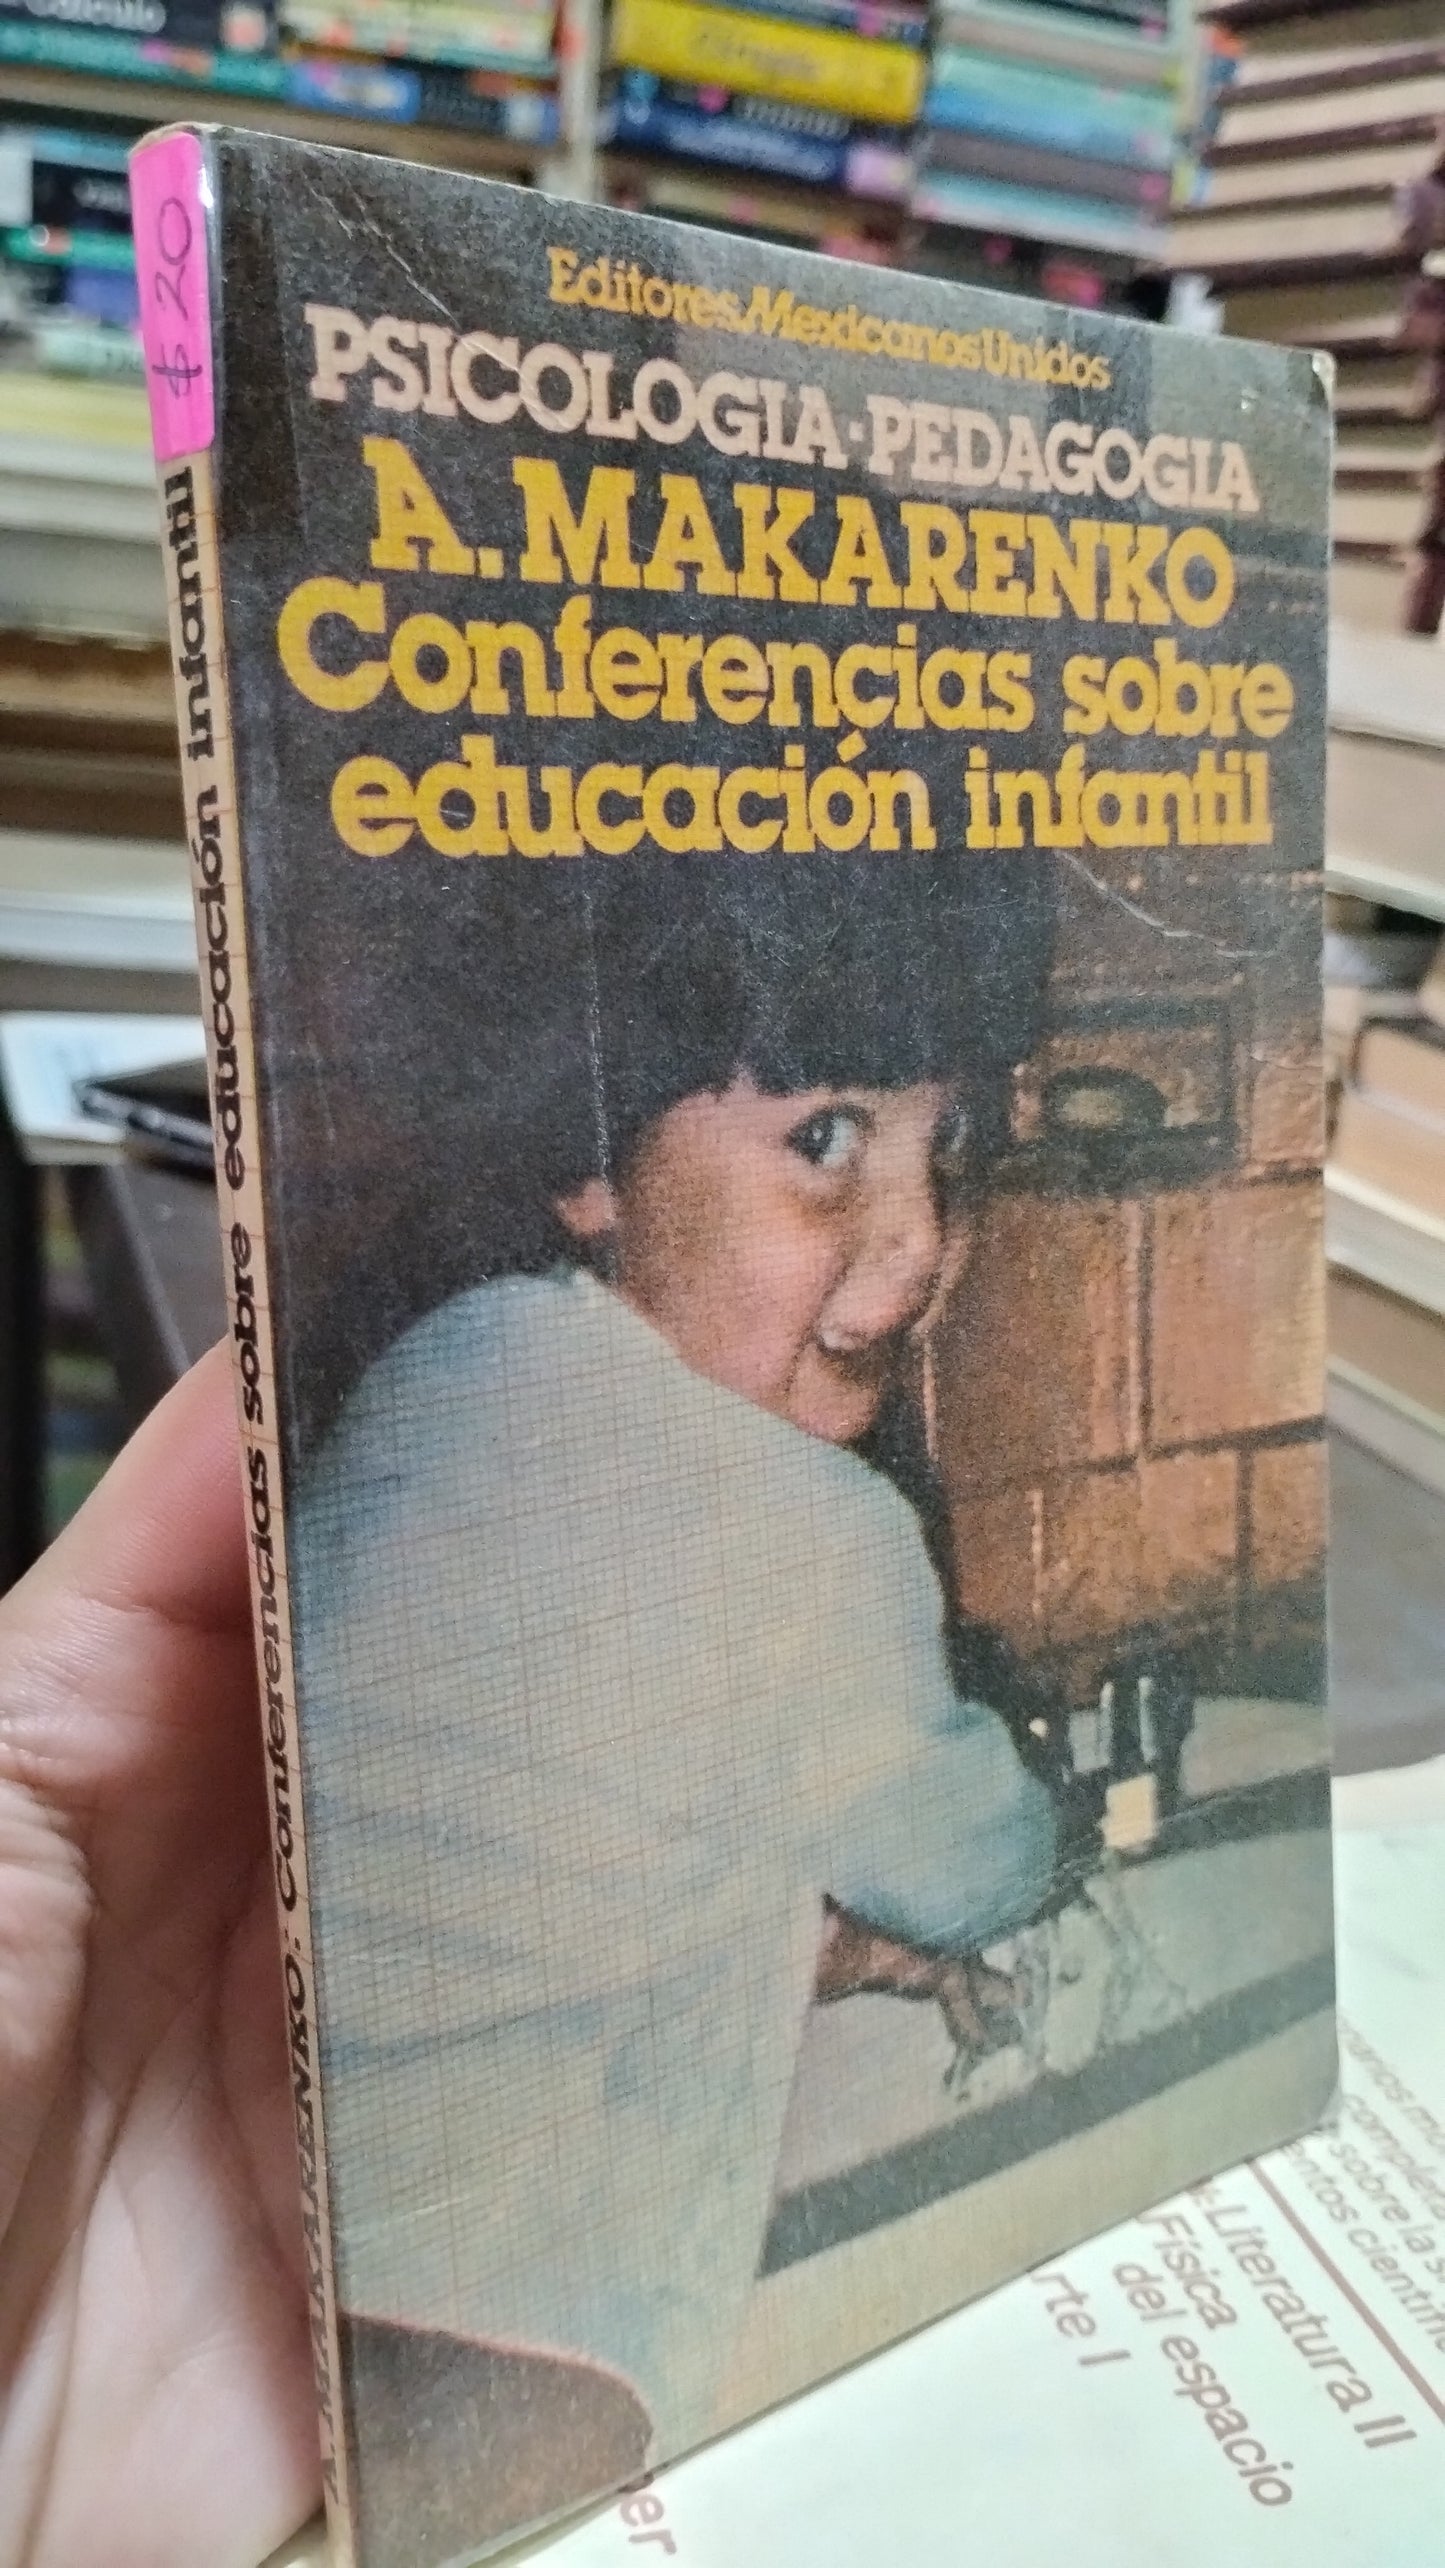 $ 20
Editores Mexicanos Unidos
PSICOLOGIA·PEDAGOGIA
A. MAKARENKO
Conferencias sobre
educación infantil
A. MAKARENKO: Conferencias sobre educación infantil
Cálculo
Literatura II
Física
del espacio